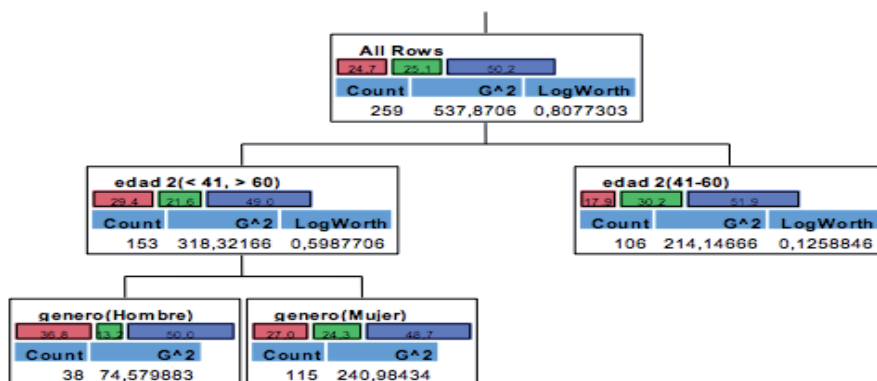 All Rows
24.7 25.1 50.2
Count G^2 LogWorth
259 537,8706 0,8077303
edad 2(< 41, > 60)
29.4 21.6 49.0
Count G^2 LogWorth
153 318,32166 0,5987706
edad 2(41-60)
17.9 30.2 51.9
Count G^2 LogWorth
106 214,14666 0,1258846
genero(Hombre)
36.8 13.2 50.0
Count G^2
38 74,579883
genero(Mujer)
27.0 24.3 48.7
Count G^2
115 240,98434